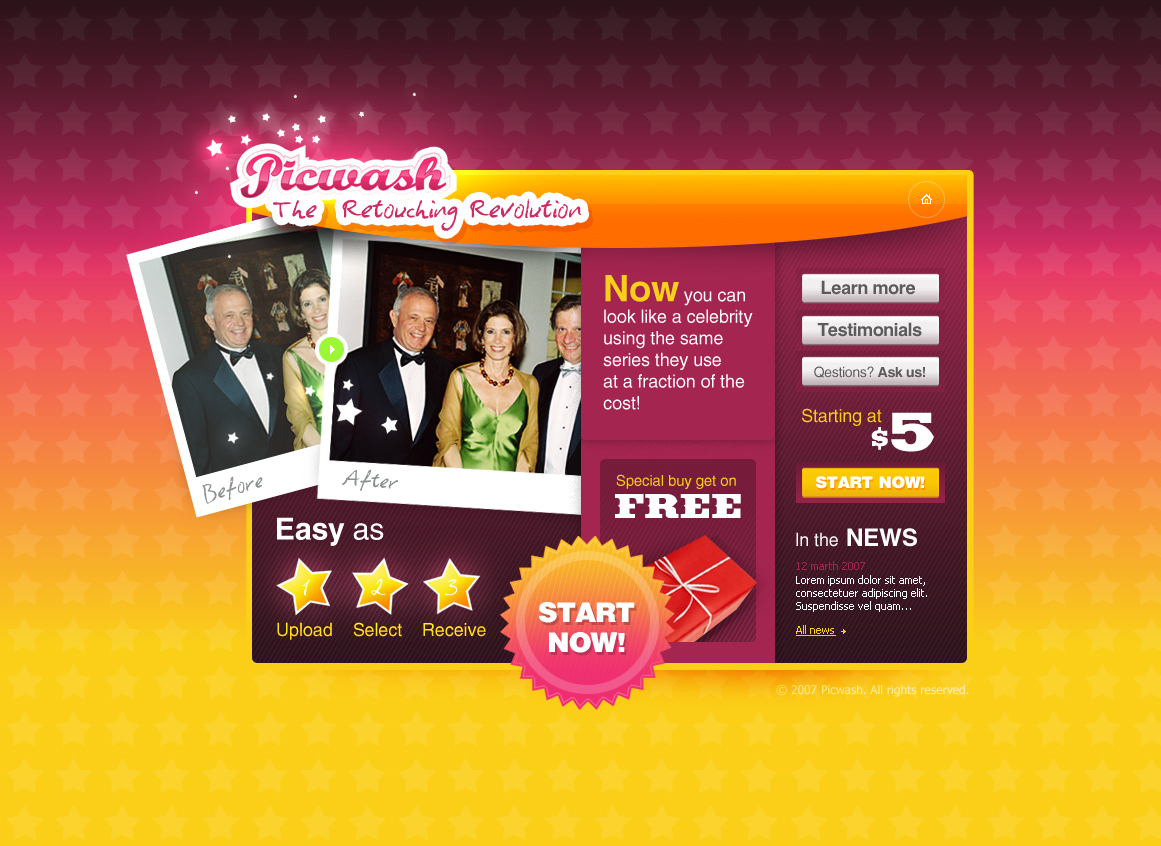 Picwash
The Retouching Revolution
Before
After
Now you can
look like a celebrity
using the same
series they use
at a fraction of the
cost!
Learn more
Testimonials
Qestions? Ask us!
Starting at
$5
START NOW!
Special buy get on
FREE
In the NEWS
12 marth 2007
Lorem ipsum dolor sit amet,
consectetuer adipiscing elit.
Suspendisse vel quam...
All news
Easy as
1 2 3
Upload Select Receive
START
NOW!
© 2007 Picwash. All rights reserved.